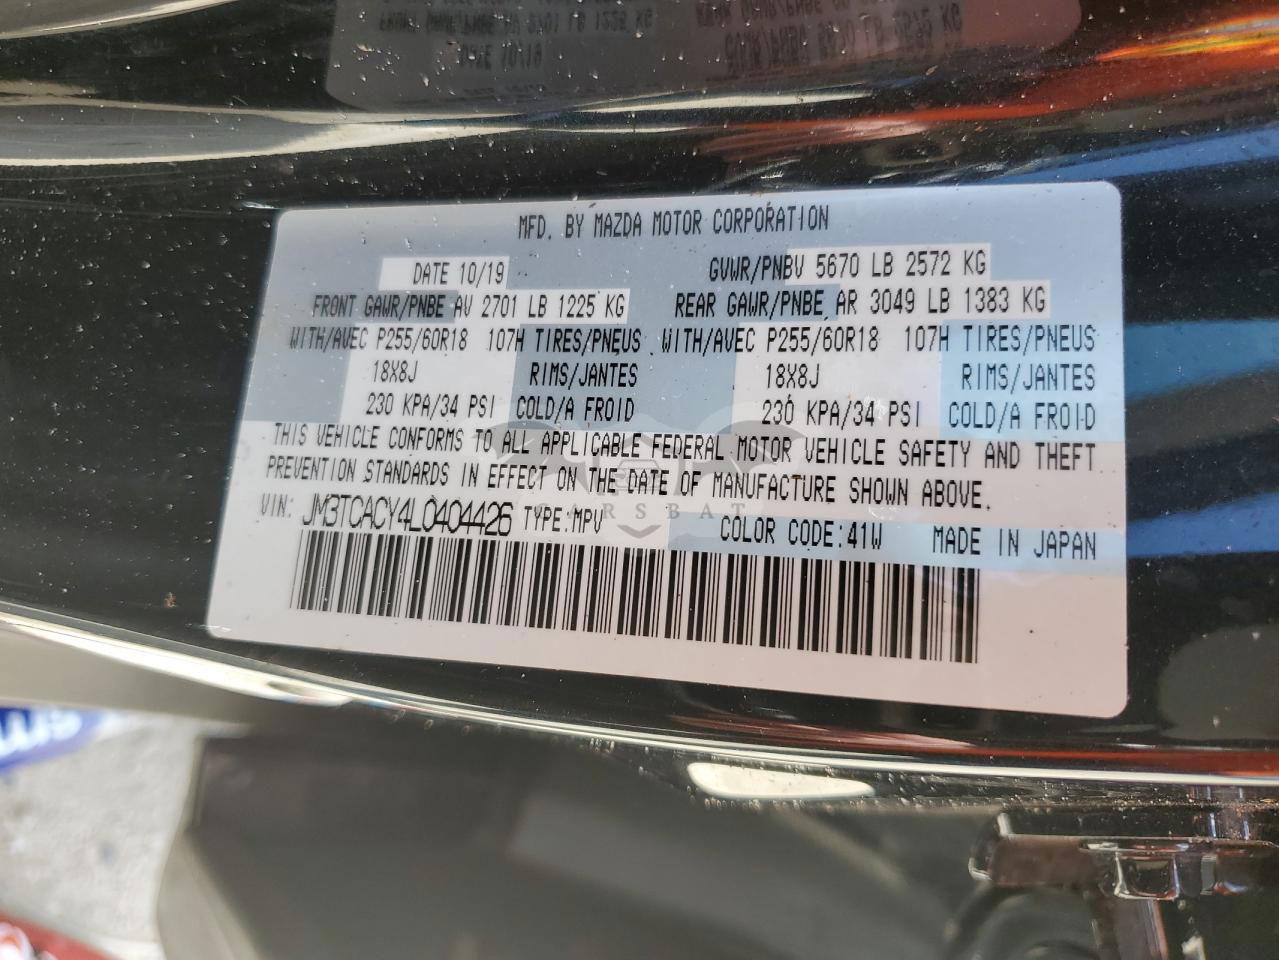 MFD. BY MAZDA MOTOR CORPORATION
DATE 10/19 GVWR/PNBV 5670 LB 2572 KG
FRONT GAWR/PNBE AV 2701 LB 1225 KG REAR GAWR/PNBE AR 3049 LB 1383 KG
WITH/AVEC P255/60R18 107H TIRES/PNEUS WITH/AVEC P255/60R18 107H TIRES/PNEUS
18X8J RIMS/JANTES 18X8J RIMS/JANTES
230 KPA/34 PSI COLD/A FROID 230 KPA/34 PSI COLD/A FROID
THIS VEHICLE CONFORMS TO ALL APPLICABLE FEDERAL MOTOR VEHICLE SAFETY AND THEFT
PREVENTION STANDARDS IN EFFECT ON THE DATE OF MANUFACTURE SHOWN ABOVE.
VIN: JM3TCACY4L0404426 TYPE:MPV COLOR CODE:41W MADE IN JAPAN
CARSBAT